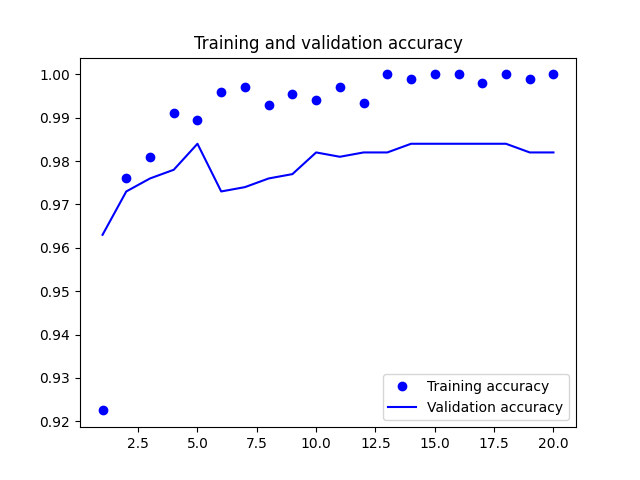 Training and validation accuracy
1.00
0.99
0.98
0.97
0.96
0.95
0.94
0.93
0.92
Training accuracy
Validation accuracy
2.5 5.0 7.5 10.0 12.5 15.0 17.5 20.0